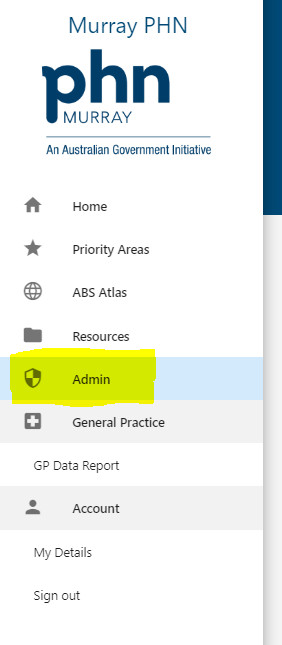 Murray PHN
phn
MURRAY
An Australian Government Initiative
Home
Priority Areas
ABS Atlas
Resources
Admin
General Practice
GP Data Report
Account
My Details
Sign out